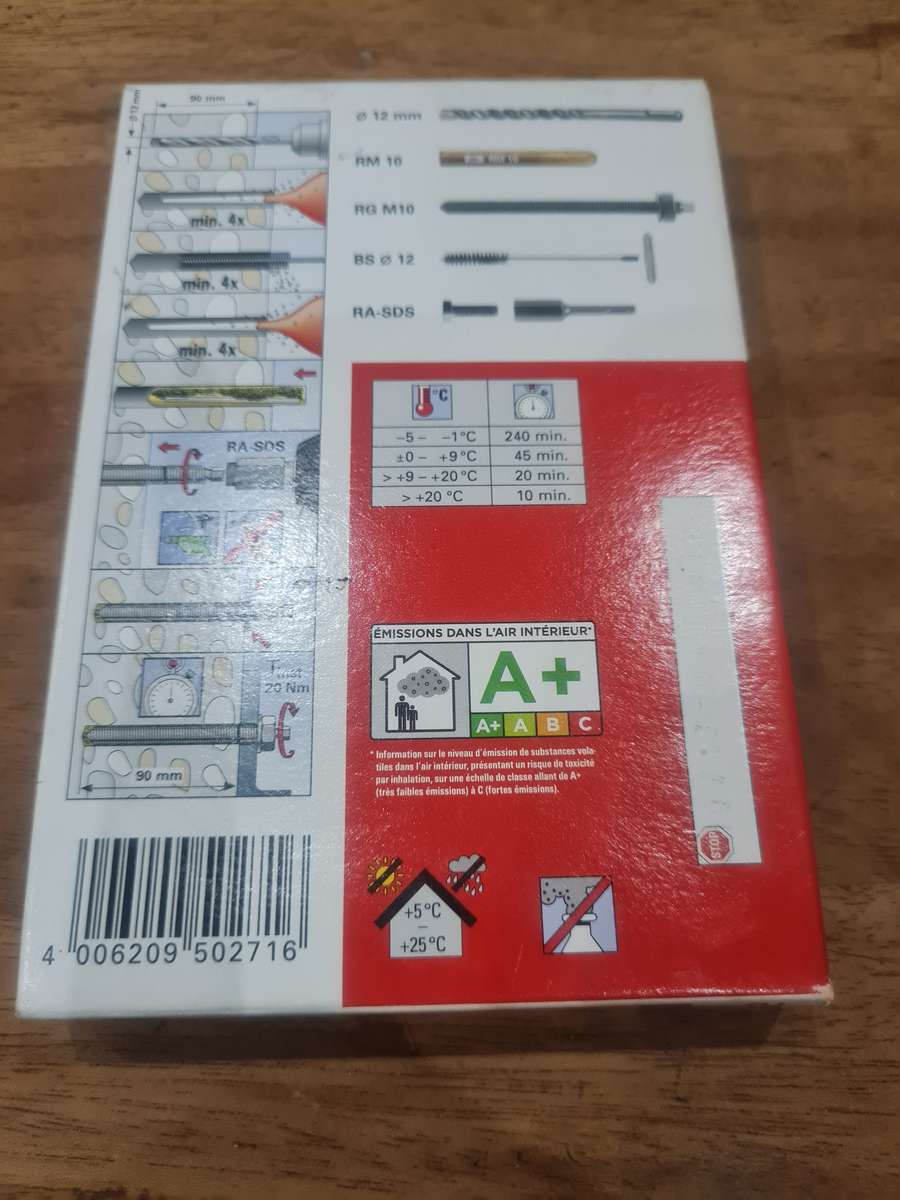 90 mm
Ø12mm
min. 4x
min. 4x
min. 4x
RA-SDS
T inst
20 Nm
90 mm
4 006209 502716
Ø 12 mm
RM 10
RG M10
BS ø 12
RA-SDS
°C
–5 – –1°C 240 min.
±0 – +9°C 45 min.
> +9 – +20°C 20 min.
> +20 °C 10 min.
ÉMISSIONS DANS L'AIR INTÉRIEUR*
A+
A+ A B C
* Information sur le niveau d'émission de substances vola-
tiles dans l'air intérieur, présentant un risque de toxicité
par inhalation, sur une échelle de classe allant de A+
(très faibles émissions) à C (fortes émissions).
+5°C
–
+25°C
STOP